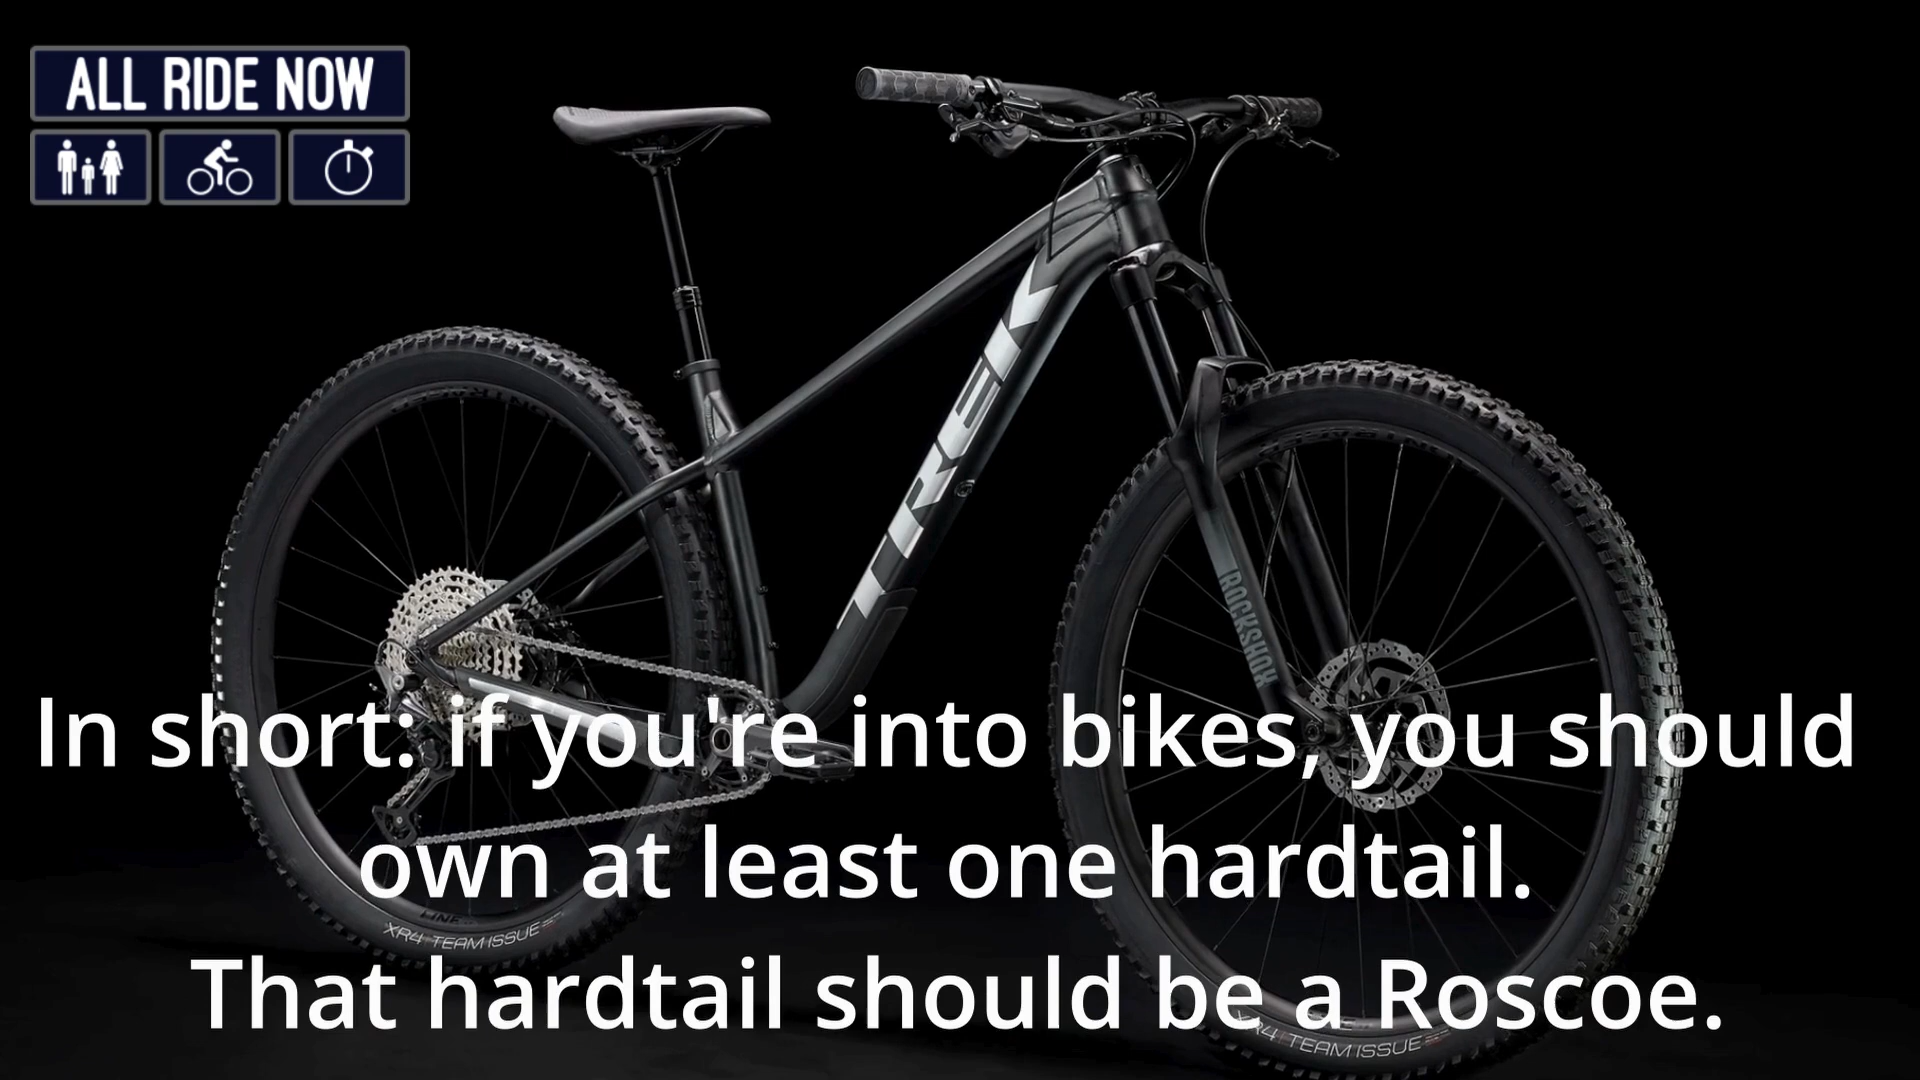 ALL RIDE NOW
TREK
ROCKSHOX
In short: if you're into bikes, you should
own at least one hardtail.
That hardtail should be a Roscoe.
LINE
XR4 TEAM ISSUE
XR4 TEAM ISSUE